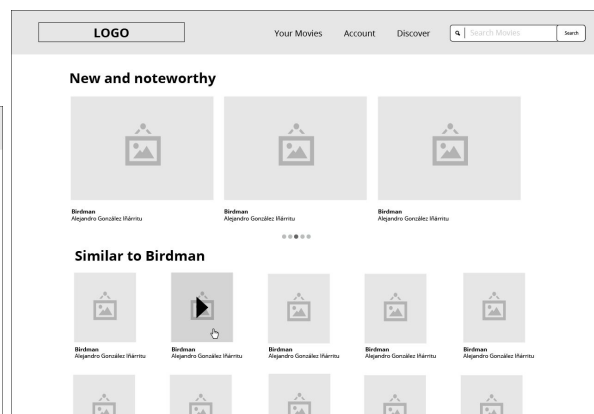 LOGO
Your Movies
Account
Discover
Search Movies
Search
New and noteworthy
Birdman
Alejandro González Iñárritu
Birdman
Alejandro González Iñárritu
Birdman
Alejandro González Iñárritu
Similar to Birdman
Birdman
Alejandro González Iñárritu
Birdman
Alejandro González Iñárritu
Birdman
Alejandro González Iñárritu
Birdman
Alejandro González Iñárritu
Birdman
Alejandro González Iñárritu